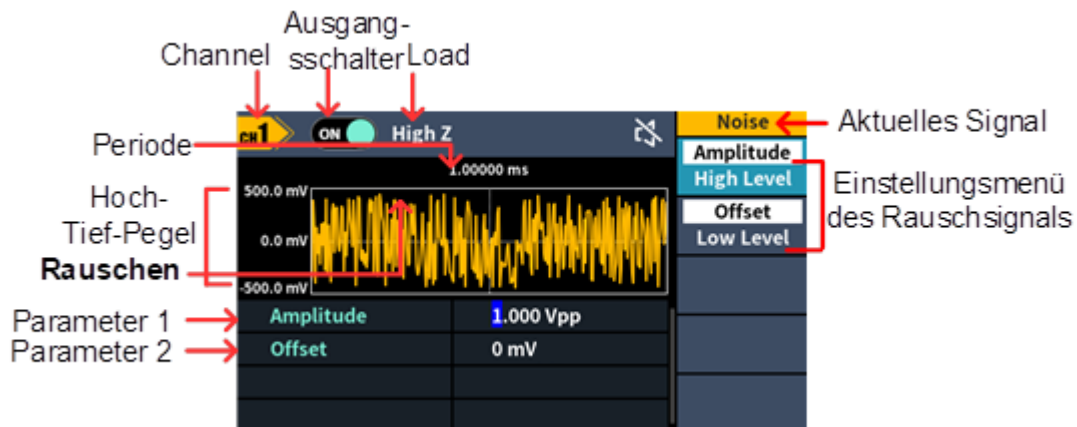 Ausgang-
Channel sschalter Load
CH1 ON High Z Noise Aktuelles Signal
Periode 1.00000 ms Amplitude
High Level
Hoch-
Tief-Pegel
500.0 mV
0.0 mV
-500.0 mV
Offset
Low Level
Einstellungsmenü
des Rauschsignals
Rauschen
Parameter 1 Amplitude 1.000 Vpp
Parameter 2 Offset 0 mV